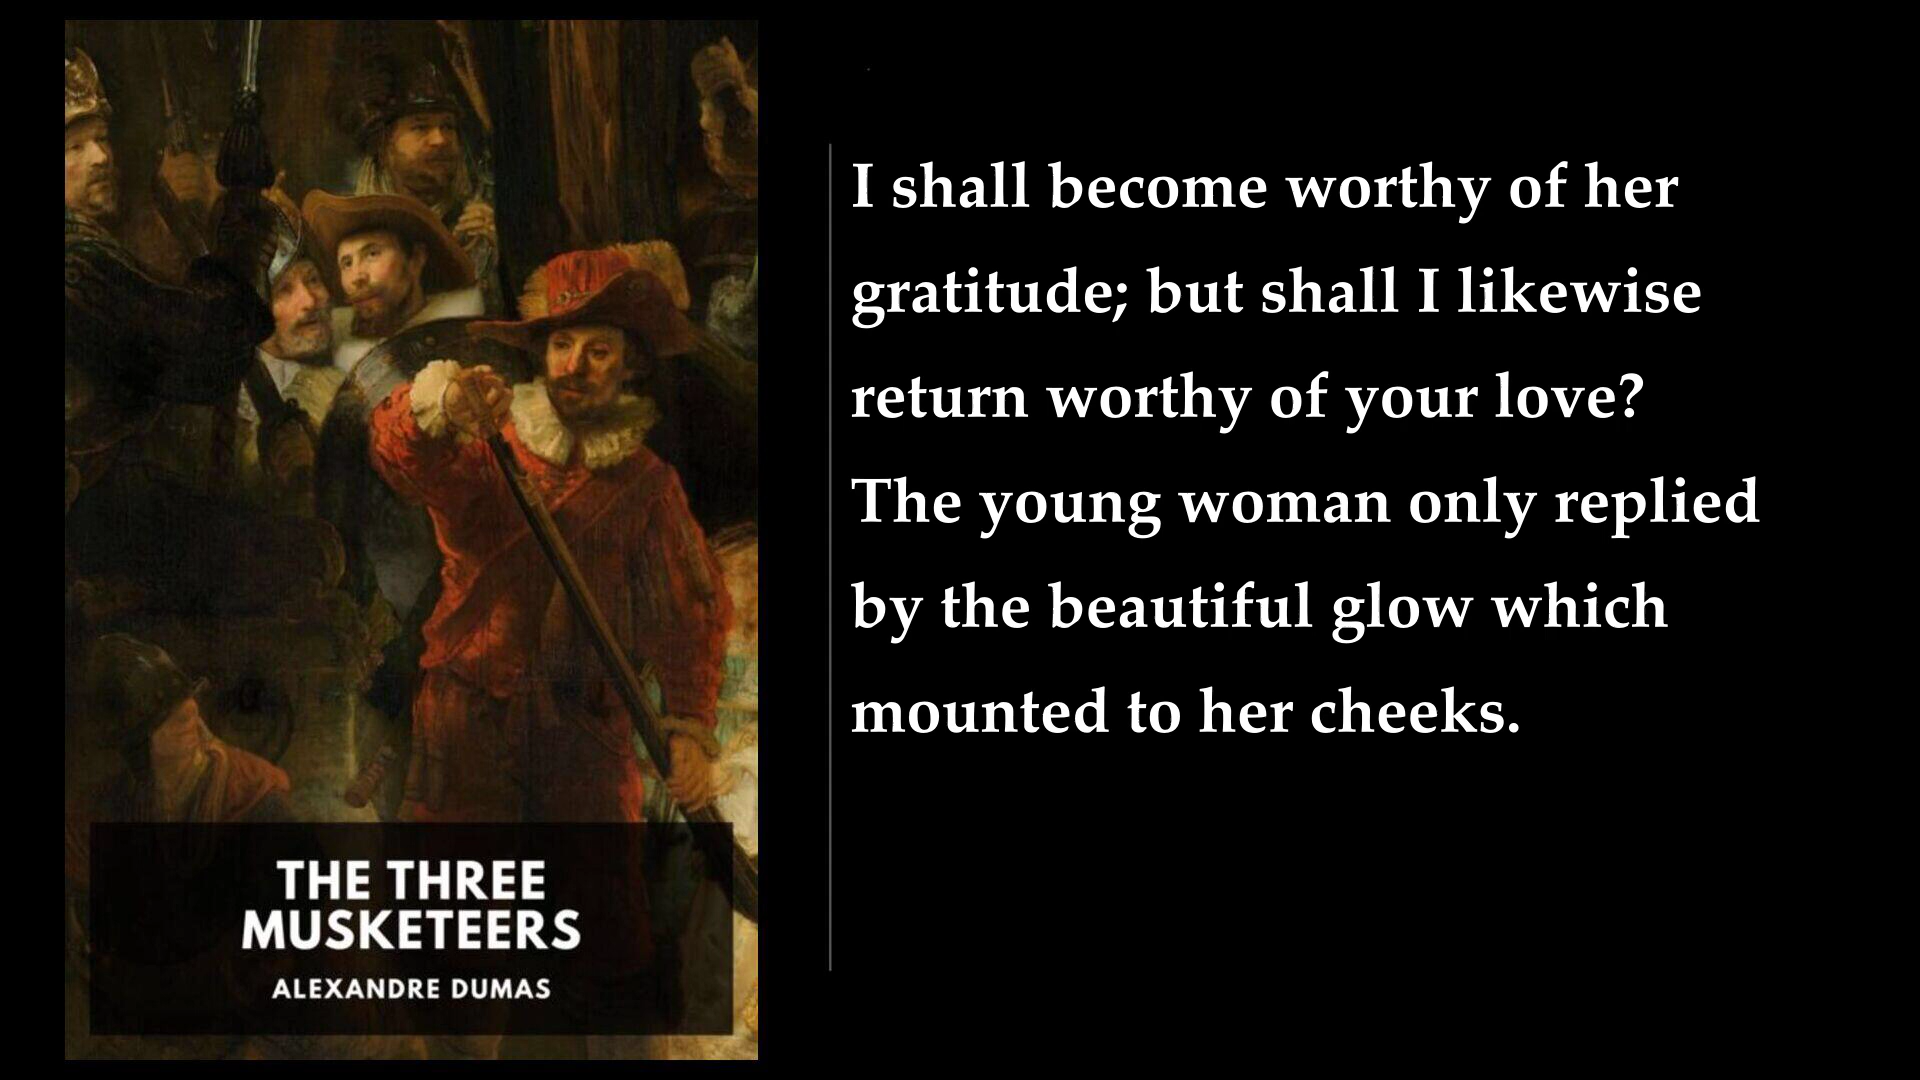 THE THREE
MUSKETEERS
ALEXANDRE DUMAS
I shall become worthy of her
gratitude; but shall I likewise
return worthy of your love?
The young woman only replied
by the beautiful glow which
mounted to her cheeks.